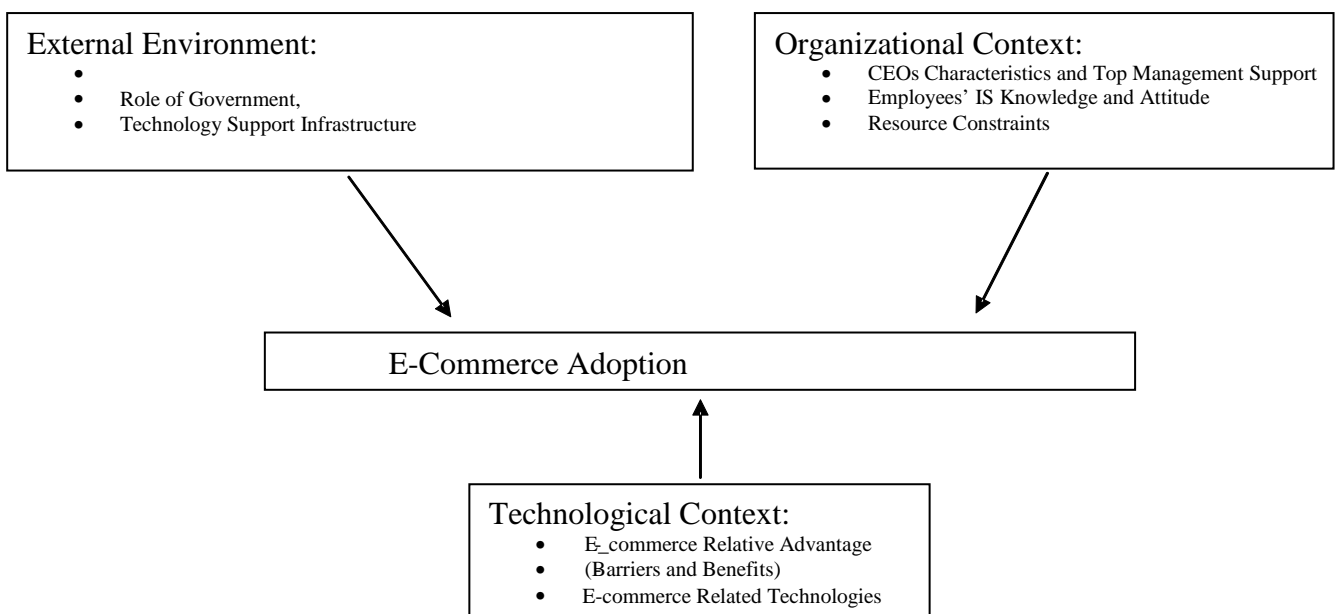 External Environment:
•
• Role of Government,
• Technology Support Infrastructure
Organizational Context:
• CEOs Characteristics and Top Management Support
• Employees’ IS Knowledge and Attitude
• Resource Constraints
E-Commerce Adoption
Technological Context:
• E-_commerce Relative Advantage
• (Barriers and Benefits)
• E-commerce Related Technologies